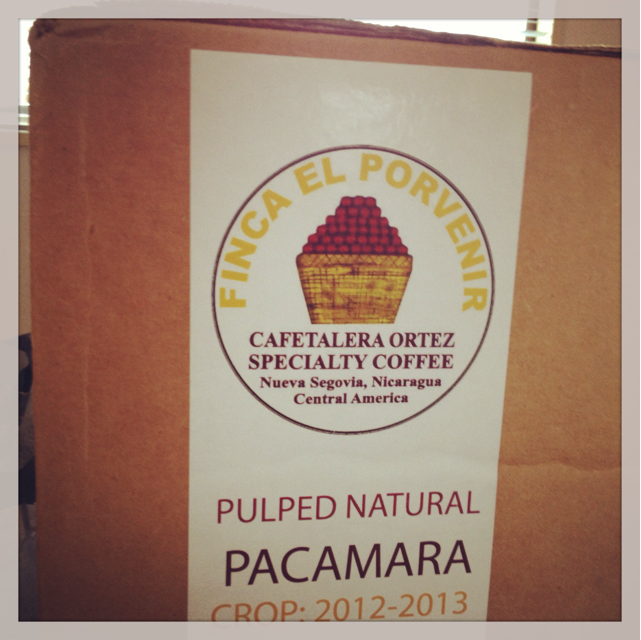 FINCA EL PORVENIR
CAFETALERA ORTEZ
SPECIALTY COFFEE
Nueva Segovia, Nicaragua
Central America
PULPED NATURAL
PACAMARA
CROP: 2012-2013